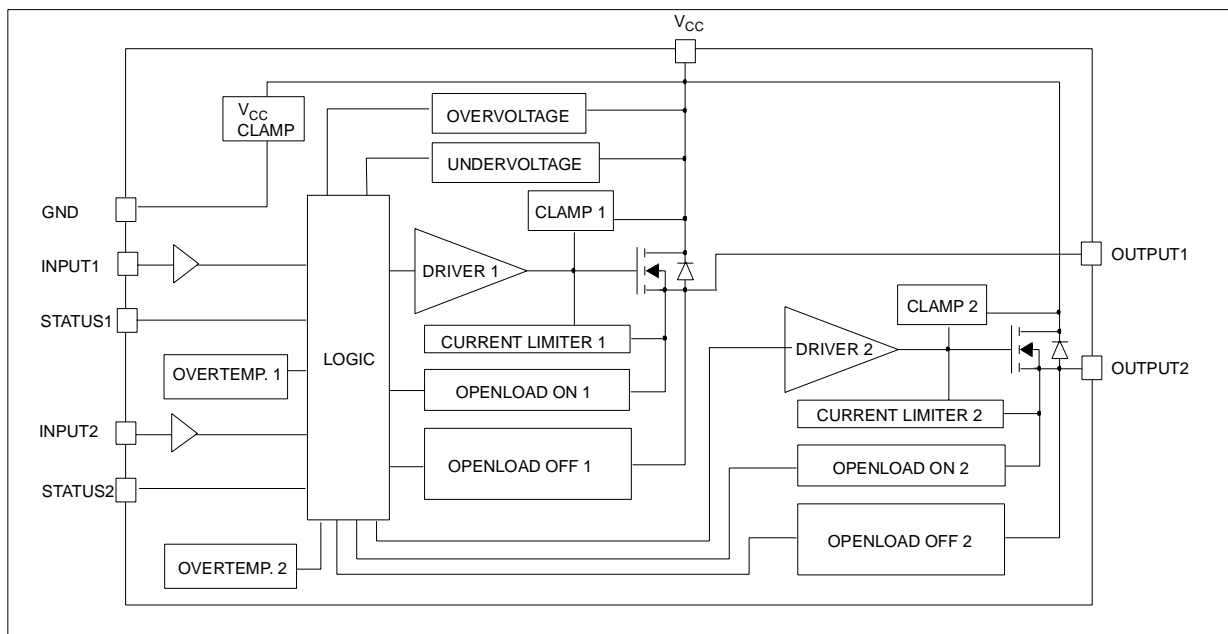 VCC
VCC
CLAMP
OVERVOLTAGE
UNDERVOLTAGE
GND
CLAMP 1
INPUT1
DRIVER 1
OUTPUT1
STATUS1
CLAMP 2
CURRENT LIMITER 1
LOGIC
DRIVER 2
OVERTEMP. 1
OUTPUT2
OPENLOAD ON 1
CURRENT LIMITER 2
INPUT2
OPENLOAD OFF 1
OPENLOAD ON 2
STATUS2
OPENLOAD OFF 2
OVERTEMP. 2